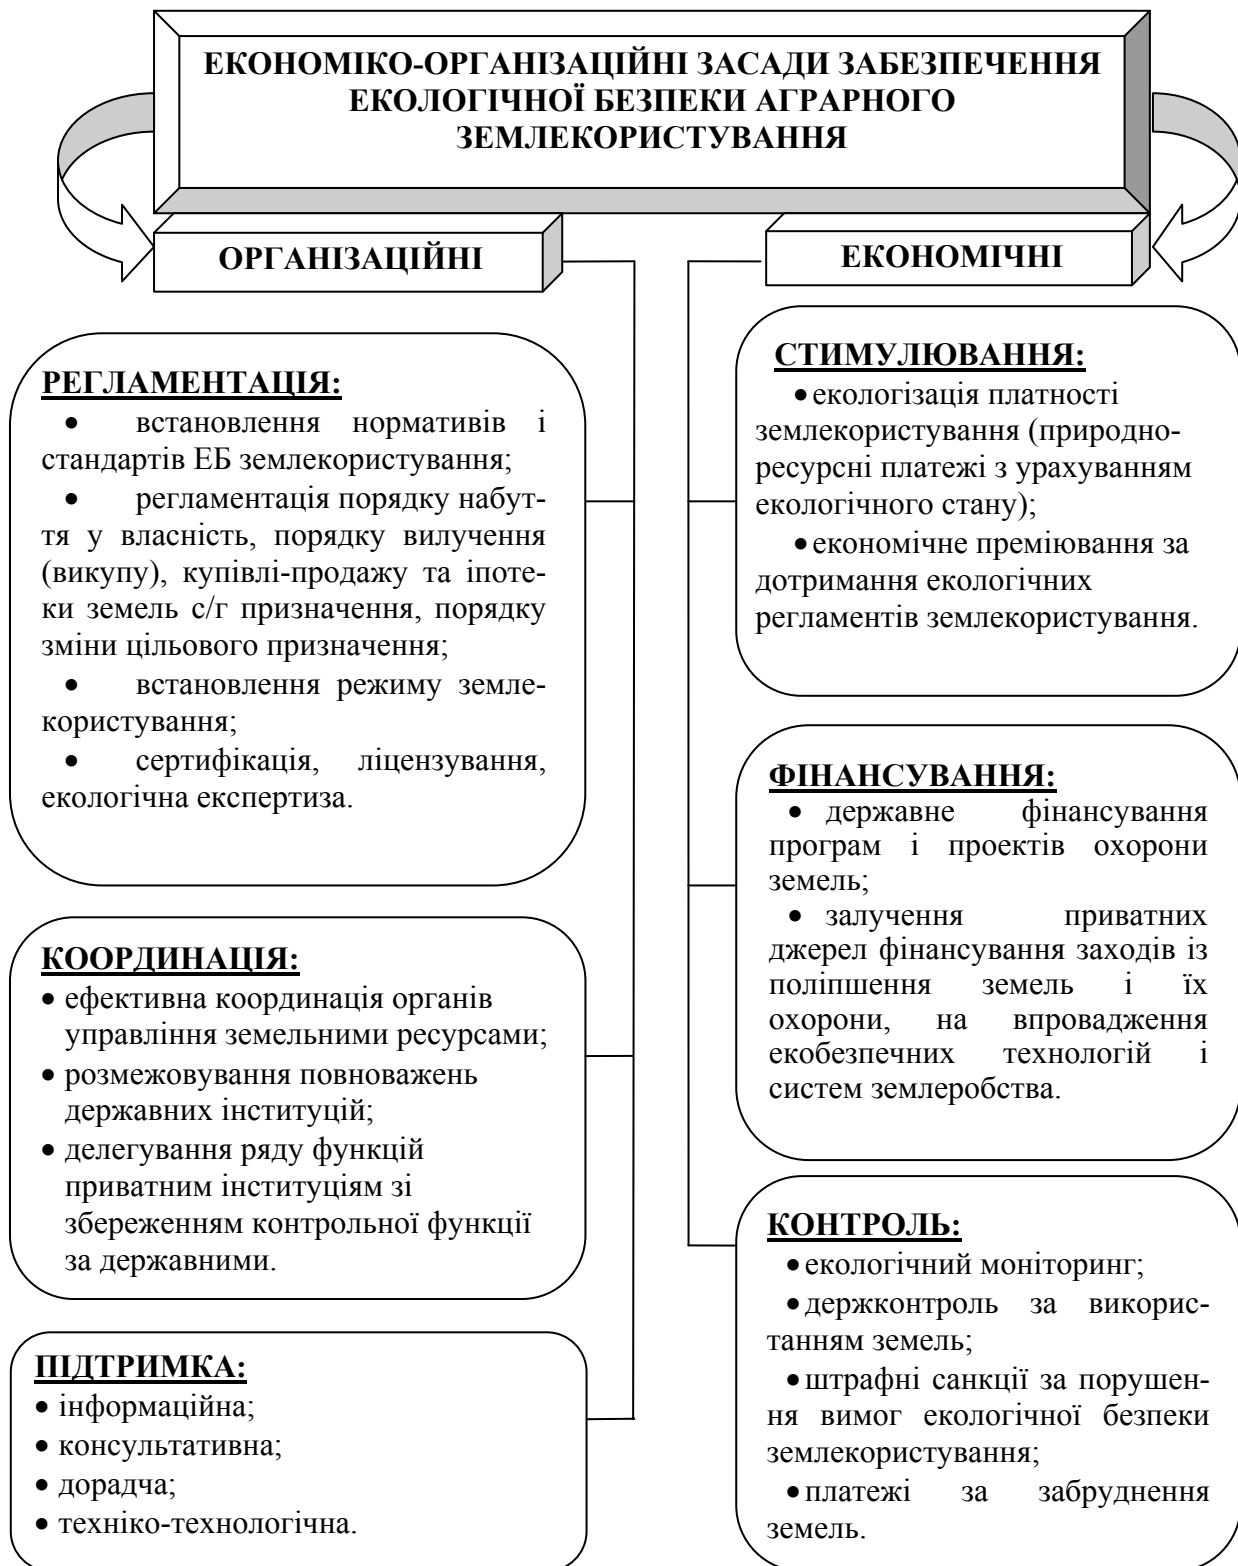 ЕКОНОМІКО-ОРГАНІЗАЦІЙНІ ЗАСАДИ ЗАБЕЗПЕЧЕННЯ
ЕКОЛОГІЧНОЇ БЕЗПЕКИ АГРАРНОГО
ЗЕМЛЕКОРИСТУВАННЯ
ОРГАНІЗАЦІЙНІ
РЕГЛАМЕНТАЦІЯ:
• встановлення нормативів і
стандартів ЕБ землекористування;
• регламентація порядку набут-
тя у власність, порядку вилучення
(викупу), купівлі-продажу та іпоте-
ки земель с/г призначення, порядку
зміни цільового призначення;
• встановлення режиму земле-
користування;
• сертифікація, ліцензування,
екологічна експертиза.
КООРДИНАЦІЯ:
• ефективна координація органів
управління земельними ресурсами;
• розмежовування повноважень
державних інституцій;
• делегування ряду функцій
приватним інституціям зі
збереженням контрольної функції
за державними.
ПІДТРИМКА:
• інформаційна;
• консультативна;
• дорадча;
• техніко-технологічна.
ЕКОНОМІЧНІ
СТИМУЛЮВАННЯ:
• екологізація платності
землекористування (природно-
ресурсні платежі з урахуванням
екологічного стану);
• економічне преміювання за
дотримання екологічних
регламентів землекористування.
ФІНАНСУВАННЯ:
• державне фінансування
програм і проектів охорони
земель;
• залучення приватних
джерел фінансування заходів із
поліпшення земель і їх
охорони, на впровадження
екобезпечних технологій і
систем землеробства.
КОНТРОЛЬ:
• екологічний моніторинг;
• держконтроль за викорис-
танням земель;
• штрафні санкції за порушен-
ня вимог екологічної безпеки
землекористування;
• платежі за забруднення
земель.